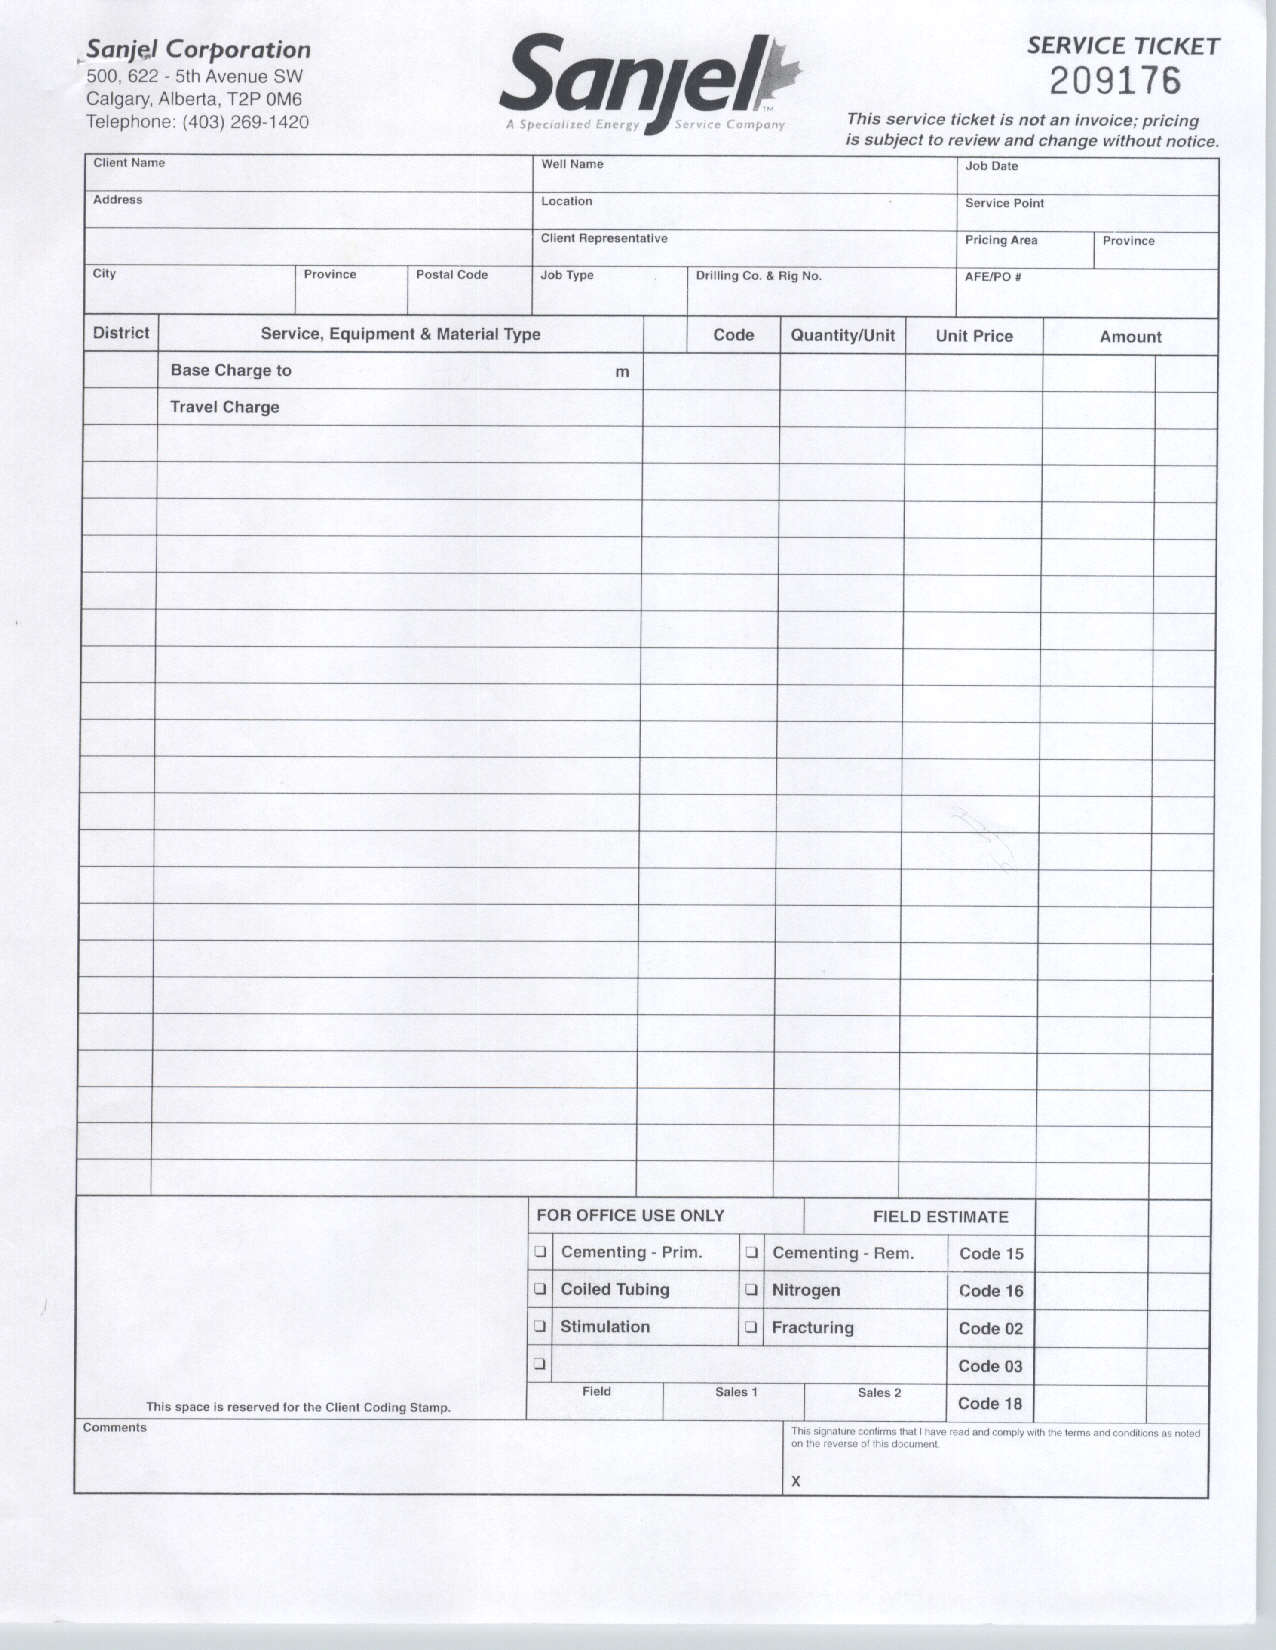 Sanjel Corporation
500, 622 - 5th Avenue SW
Calgary, Alberta, T2P 0M6
Telephone: (403) 269-1420
Sanjel™
A Specialized Energy Service Company
SERVICE TICKET
209176
This service ticket is not an invoice; pricing
is subject to review and change without notice.
Client Name Well Name Job Date
Address Location Service Point
Client Representative Pricing Area Province
City Province Postal Code Job Type Drilling Co. & Rig No. AFE/PO #
District Service, Equipment & Material Type Code Quantity/Unit Unit Price Amount
Base Charge to m
Travel Charge
FOR OFFICE USE ONLY FIELD ESTIMATE
❏ Cementing - Prim. ❏ Cementing - Rem. Code 15
❏ Coiled Tubing ❏ Nitrogen Code 16
❏ Stimulation ❏ Fracturing Code 02
❏ Code 03
Field Sales 1 Sales 2 Code 18
This space is reserved for the Client Coding Stamp.
Comments
This signature confirms that I have read and comply with the terms and conditions as noted
on the reverse of this document.
X